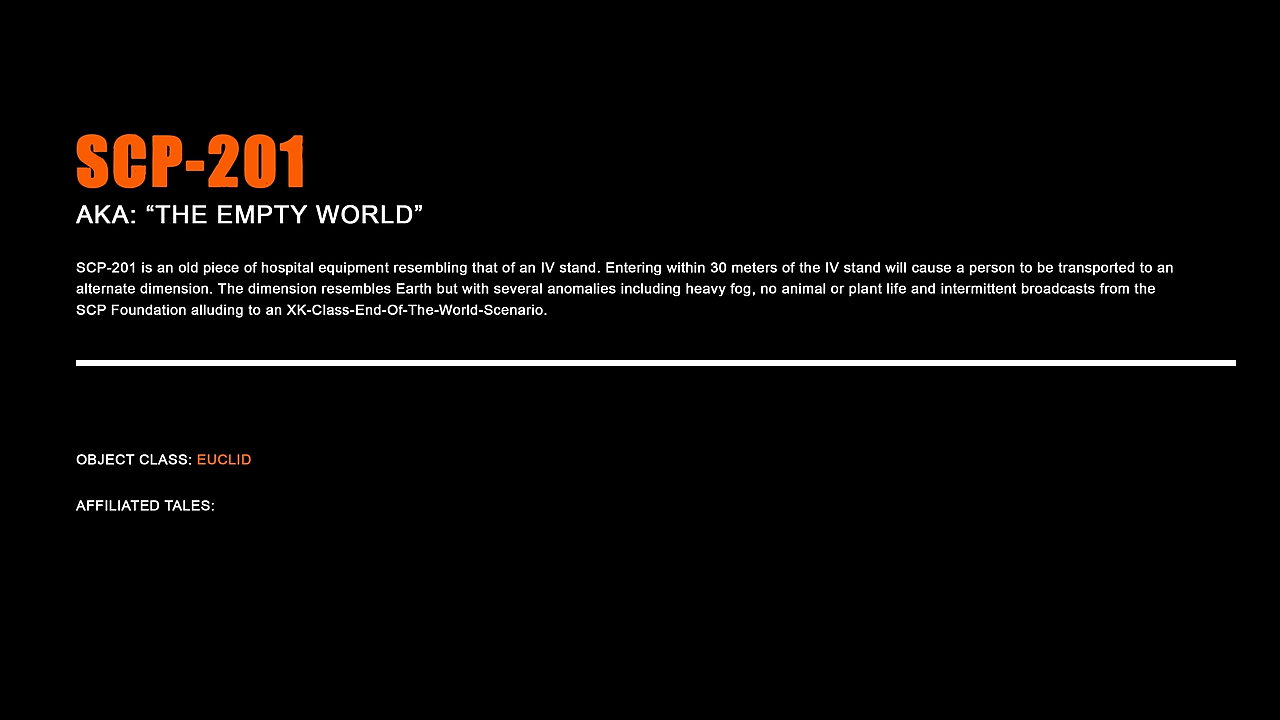 SCP-201
AKA: “THE EMPTY WORLD”
SCP-201 is an old piece of hospital equipment resembling that of an IV stand. Entering within 30 meters of the IV stand will cause a person to be transported to an
alternate dimension. The dimension resembles Earth but with several anomalies including heavy fog, no animal or plant life and intermittent broadcasts from the
SCP Foundation alluding to an XK-Class-End-Of-The-World-Scenario.
OBJECT CLASS: EUCLID
AFFILIATED TALES: